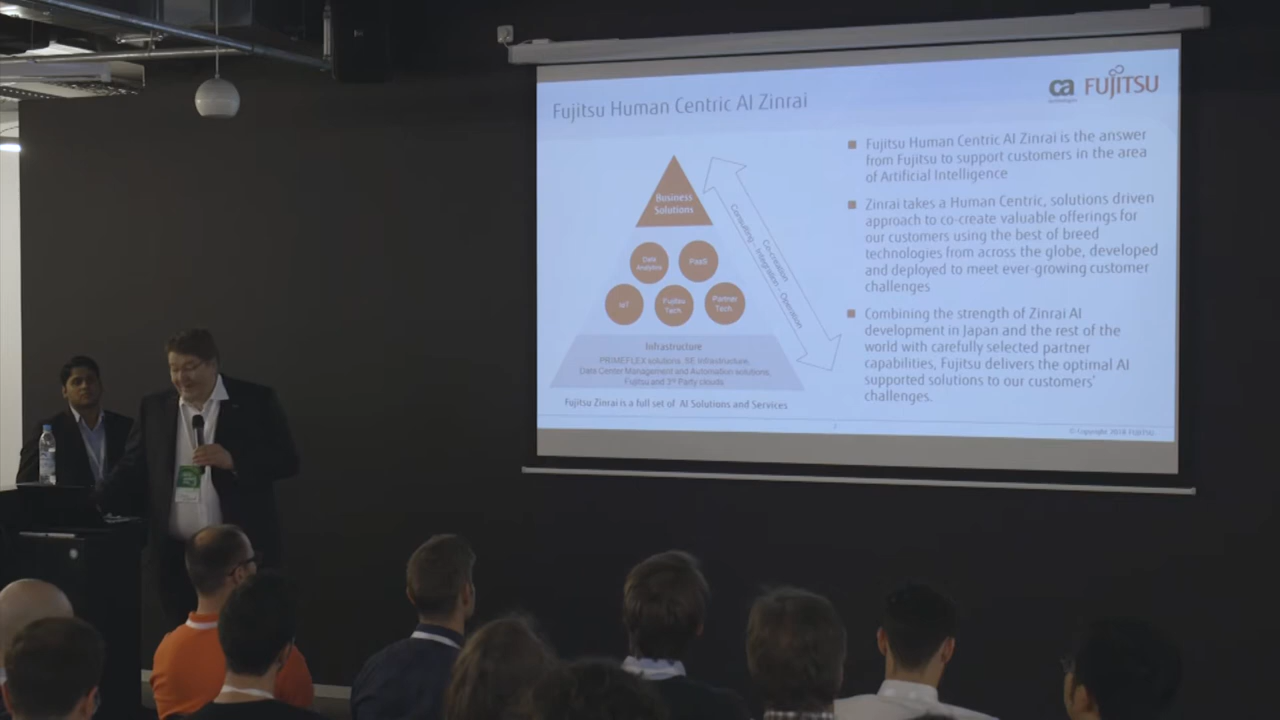 Fujitsu Human Centric AI Zinrai
ca
technologies
FUJITSU
Business
Solutions
Data
Analytics
PaaS
IoT
Fujitsu
Tech.
Partner
Tech.
Co-creation
Consulting - Integration - Operation
Infrastructure
PRIMEFLEX solutions, SIE Infrastructure,
Data Center Management and Automation solutions,
Fujitsu and 3rd Party clouds
Fujitsu Zinrai is a full set of AI Solutions and Services
Fujitsu Human Centric AI Zinrai is the answer
from Fujitsu to support customers in the area
of Artificial Intelligence
Zinrai takes a Human Centric, solutions driven
approach to co-create valuable offerings for
our customers using the best of breed
technologies from across the globe, developed
and deployed to meet ever-growing customer
challenges
Combining the strength of Zinrai AI
development in Japan and the rest of the
world with carefully selected partner
capabilities, Fujitsu delivers the optimal AI
supported solutions to our customers'
challenges.
© Copyright 2018 FUJITSU